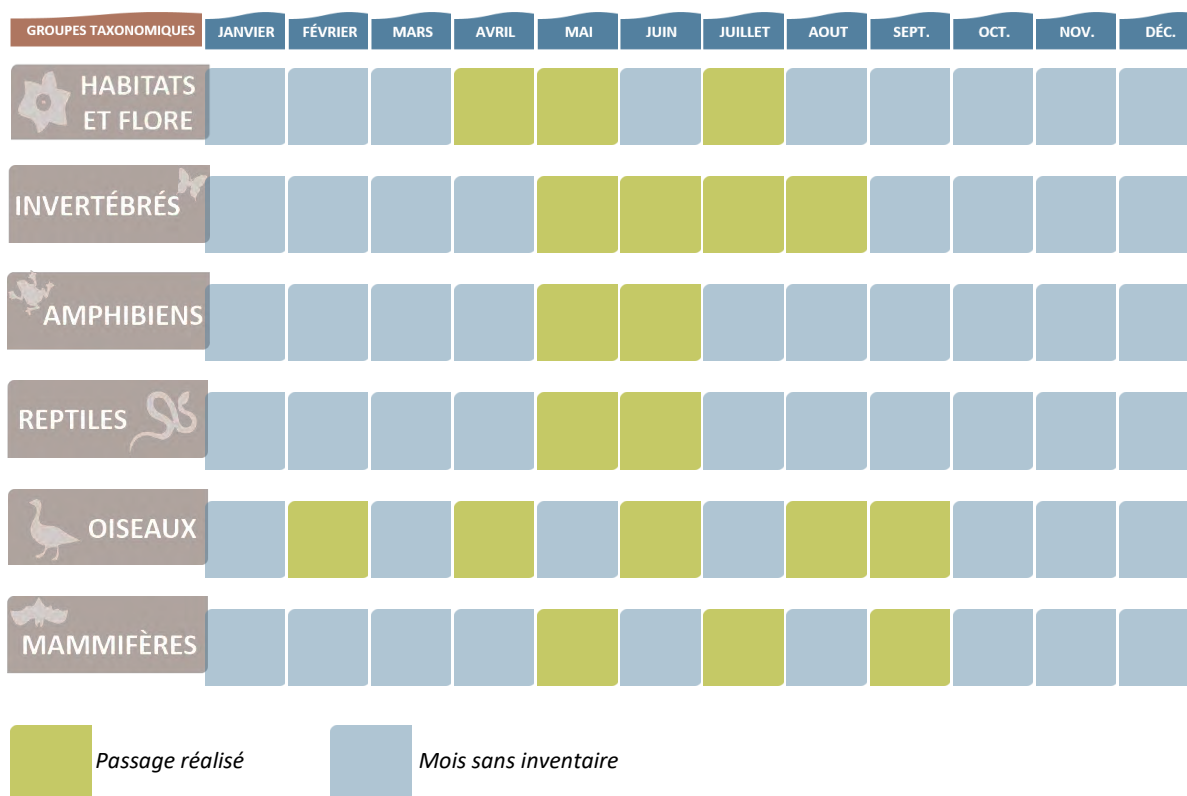 GROUPES TAXONOMIQUES JANVIER FÉVRIER MARS AVRIL MAI JUIN JUILLET AOUT SEPT. OCT. NOV. DÉC.
HABITATS
ET FLORE
INVERTÉBRÉS
AMPHIBIENS
REPTILES
OISEAUX
MAMMIFÈRES
Passage réalisé Mois sans inventaire